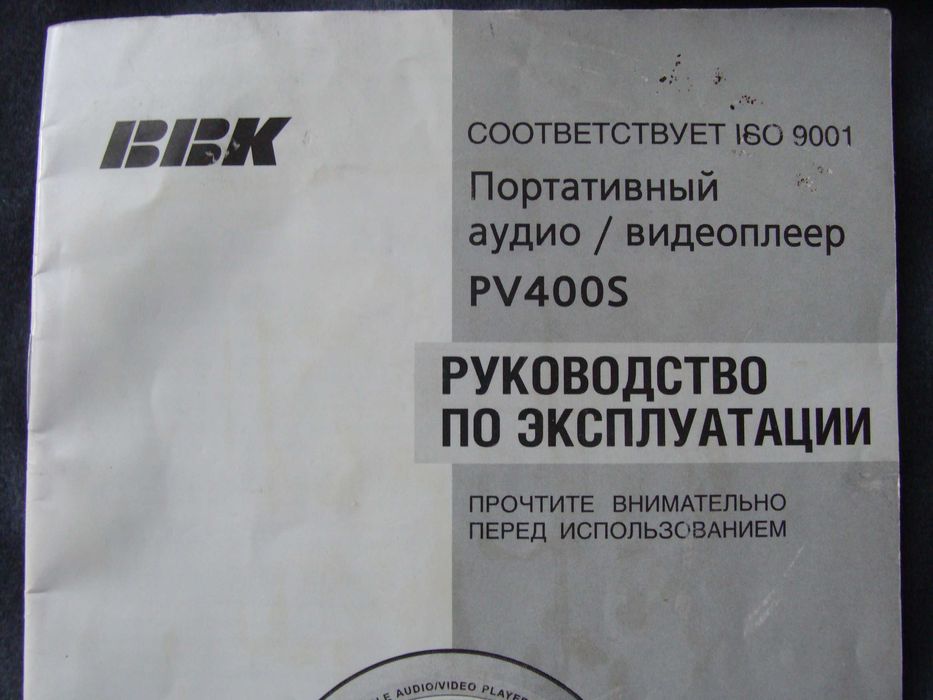 BBK
СООТВЕТСТВУЕТ ISO 9001
Портативный
аудио / видеоплеер
PV400S
РУКОВОДСТВО
ПО ЭКСПЛУАТАЦИИ
ПРОЧТИТЕ ВНИМАТЕЛЬНО
ПЕРЕД ИСПОЛЬЗОВАНИЕМ
AUDIO/VIDEO PLAYER